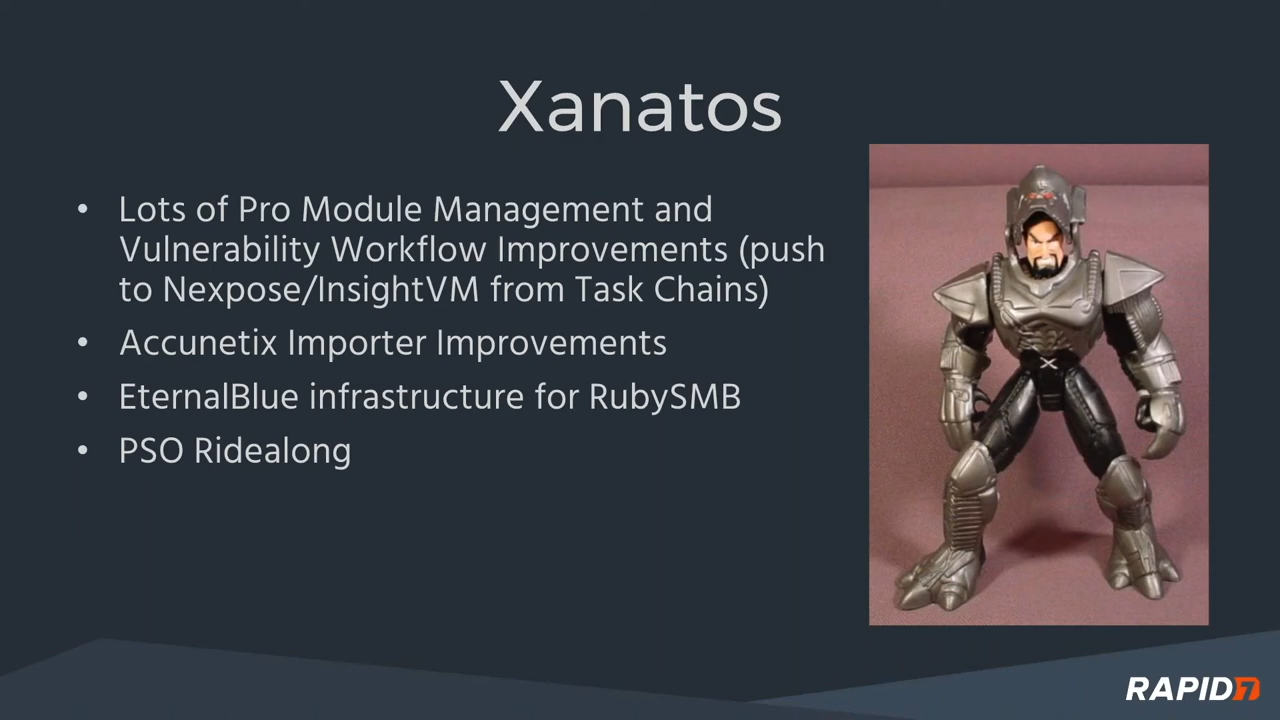 Xanatos
• Lots of Pro Module Management and
Vulnerability Workflow Improvements (push
to Nexpose/InsightVM from Task Chains)
• Accunetix Importer Improvements
• EternalBlue infrastructure for RubySMB
• PSO Ridealong
RAPID7